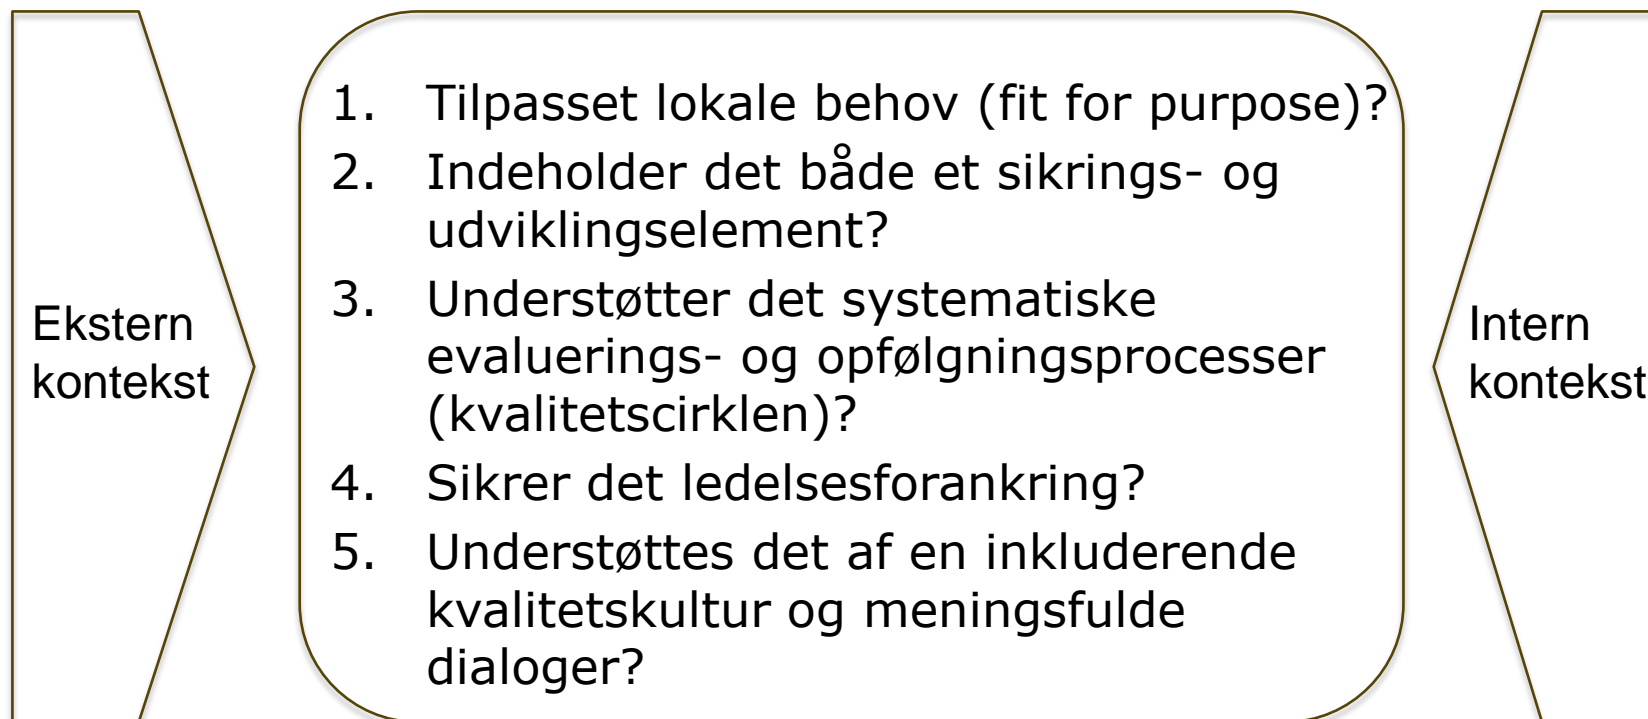 Ekstern
kontekst
1. Tilpasset lokale behov (fit for purpose)?
2. Indeholder det både et sikrings- og
udviklingselement?
3. Understøtter det systematiske
evaluerings- og opfølgningsprocesser
(kvalitetscirklen)?
4. Sikrer det ledelsesforankring?
5. Understøttes det af en inkluderende
kvalitetskultur og meningsfulde
dialoger?
Intern
kontekst